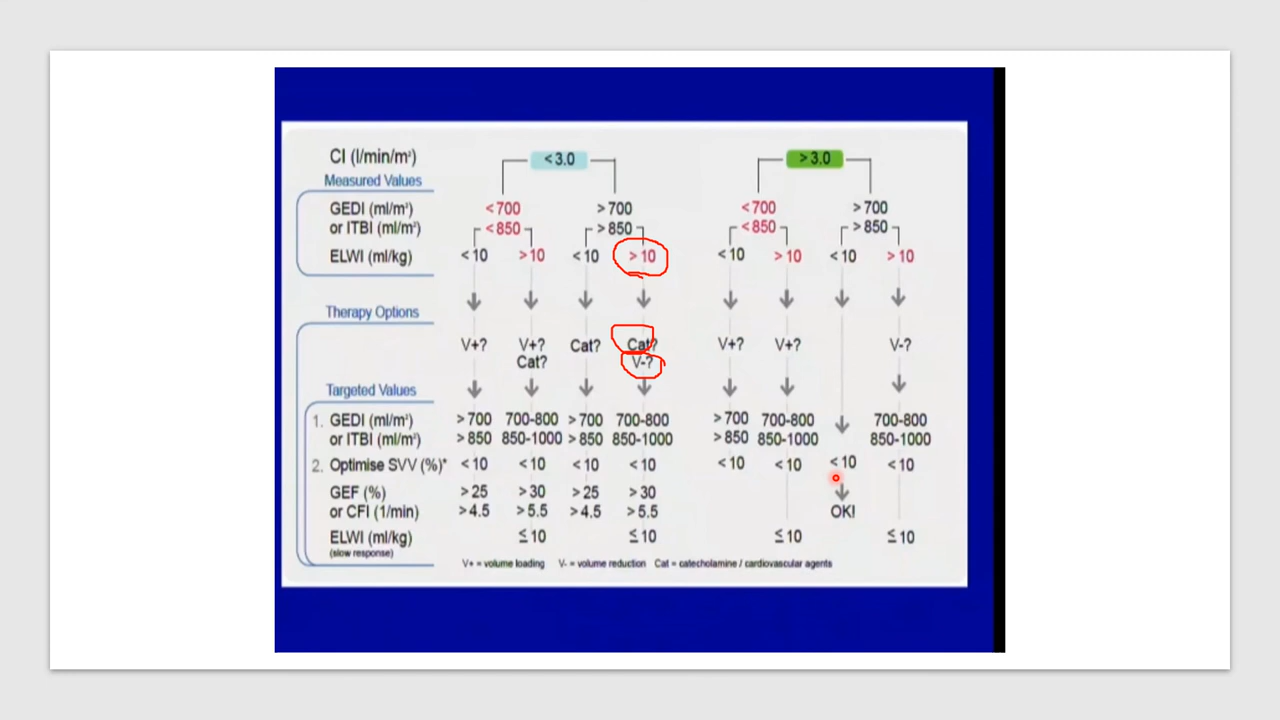 CI (l/min/m²) <3.0 >3.0
Measured Values
GEDI (ml/m²) <700 >700 <700 >700
or ITBI (ml/m²) <850 >850 <850 >850
ELWI (ml/kg) <10 >10 <10 >10 <10 >10 <10 >10
Therapy Options
V+? V+? Cat? Cat? V+? V+? V-?
Cat? V-?
Targeted Values
1. GEDI (ml/m²) >700 700-800 >700 700-800 >700 700-800 700-800
or ITBI (ml/m²) >850 850-1000 >850 850-1000 >850 850-1000 850-1000
2. Optimise SVV (%)* <10 <10 <10 <10 <10 <10 <10 <10
GEF (%) >25 >30 >25 >30
or CFI (1/min) >4.5 >5.5 >4.5 >5.5 OK!
ELWI (ml/kg) ≤10 ≤10 ≤10 ≤10
(slow response)
V+ = volume loading V- = volume reduction Cat = catecholamine / cardiovascular agents